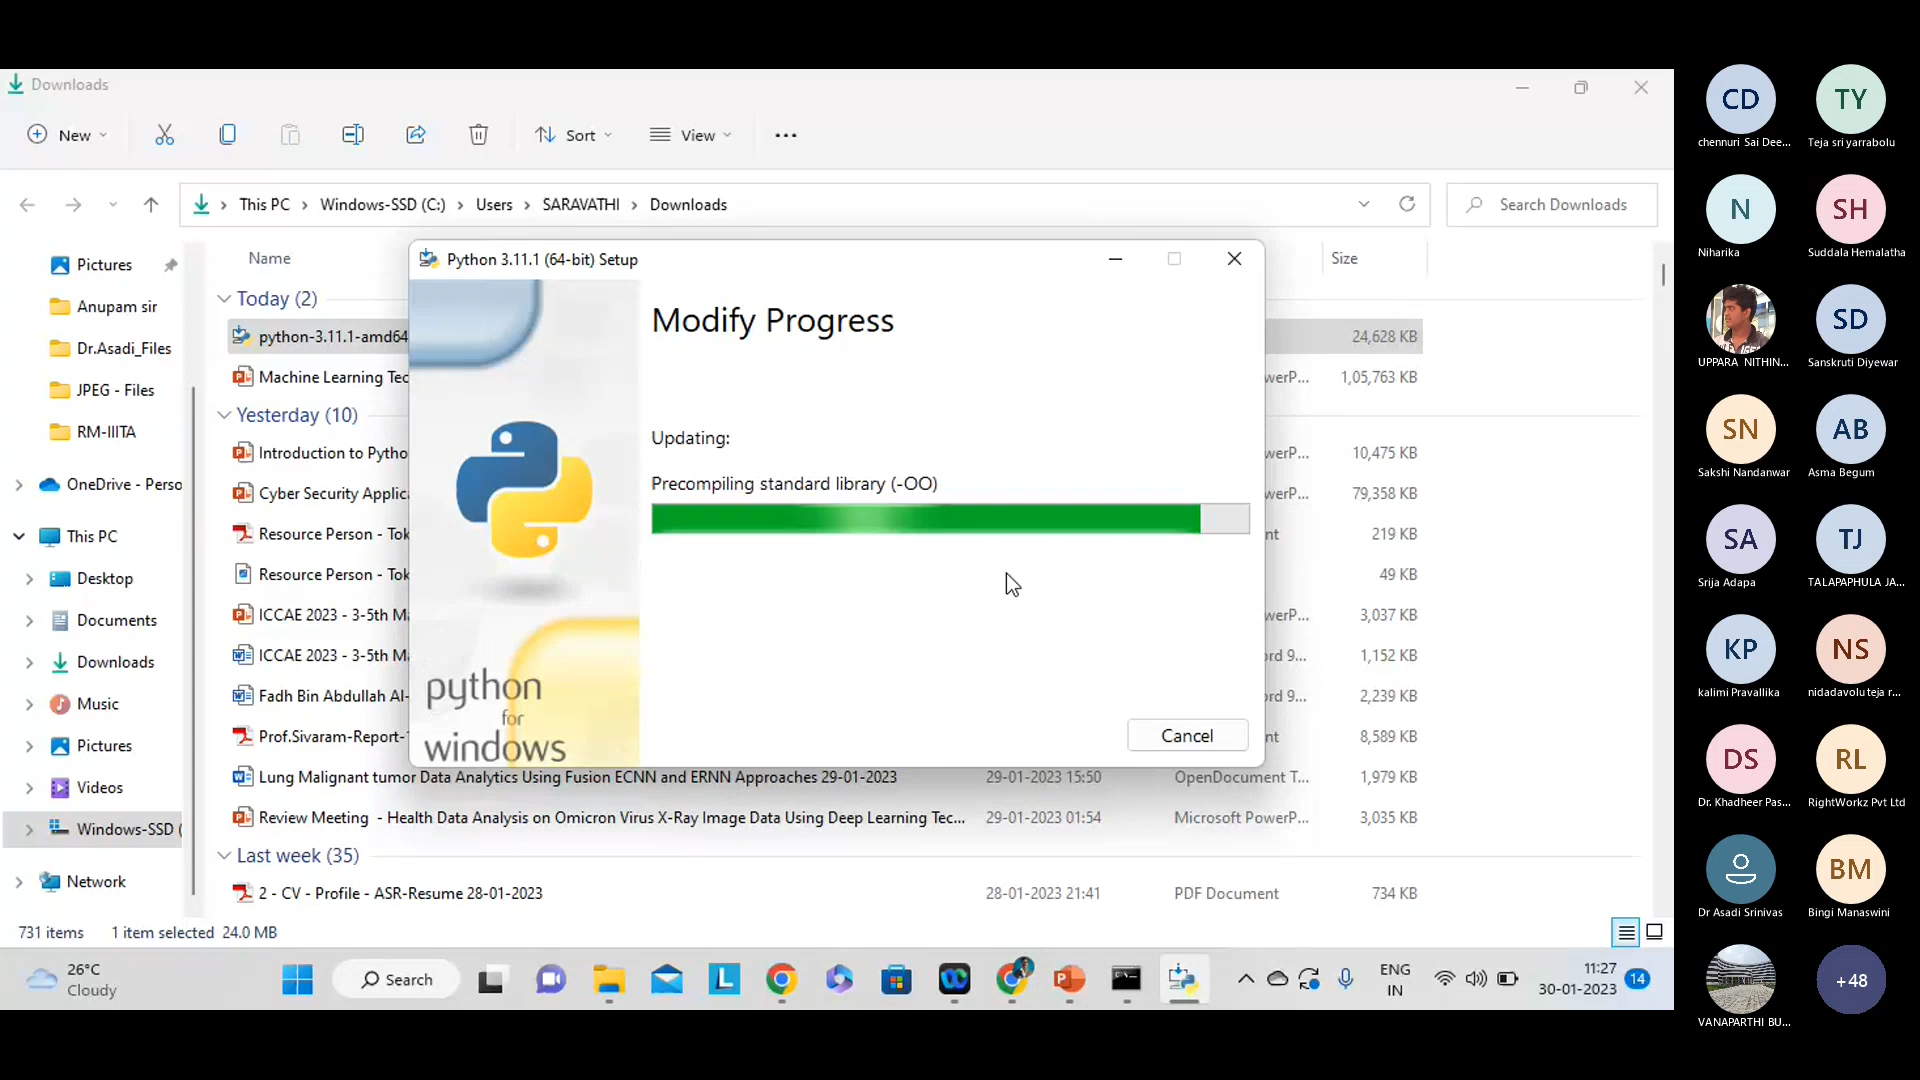 Downloads
New
Sort
View
This PC > Windows-SSD (C:) > Users > SARAVATHI > Downloads
Search Downloads
Pictures
Anupam sir
Dr.Asadi_Files
JPEG - Files
RM-IIITA
OneDrive - Perso
This PC
Desktop
Documents
Downloads
Music
Pictures
Videos
Windows-SSD (
Network
Name
Size
Today (2)
python-3.11.1-amd64
24,628 KB
Machine Learning Tec
werP...
1,05,763 KB
Yesterday (10)
Introduction to Pytho
werP...
10,475 KB
Cyber Security Applica
werP...
79,358 KB
Resource Person - Tok
nt
219 KB
Resource Person - Tok
49 KB
ICCAE 2023 - 3-5th Ma
werP...
3,037 KB
ICCAE 2023 - 3-5th Ma
ord 9...
1,152 KB
Fadh Bin Abdullah Al-
ord 9...
2,239 KB
Prof.Sivaram-Report-
nt
8,589 KB
Lung Malignant tumor Data Analytics Using Fusion ECNN and ERNN Approaches 29-01-2023
29-01-2023 15:50
OpenDocument T...
1,979 KB
Review Meeting - Health Data Analysis on Omicron Virus X-Ray Image Data Using Deep Learning Tec...
29-01-2023 01:54
Microsoft PowerP...
3,035 KB
Last week (35)
2 - CV - Profile - ASR-Resume 28-01-2023
28-01-2023 21:41
PDF Document
734 KB
Python 3.11.1 (64-bit) Setup
Modify Progress
Updating:
Precompiling standard library (-OO)
python
for
windows
Cancel
731 items
1 item selected 24.0 MB
26°C
Cloudy
Search
ENG
IN
11:27
30-01-2023
14
CD
chennuri Sai Dee...
TY
Teja sri yarrabolu
N
Niharika
SH
Suddala Hemalatha
UPPARA NITHIN...
SD
Sanskruti Diyewar
SN
Sakshi Nandanwar
AB
Asma Begum
SA
Srija Adapa
TJ
TALAPAPHULA JA...
KP
kalimi Pravallika
NS
nidadavolu teja r...
DS
Dr. Khadheer Pas...
RL
RightWorkz Pvt Ltd
Dr Asadi Srinivas
BM
Bingi Manaswini
VANAPARTHI BU...
+48